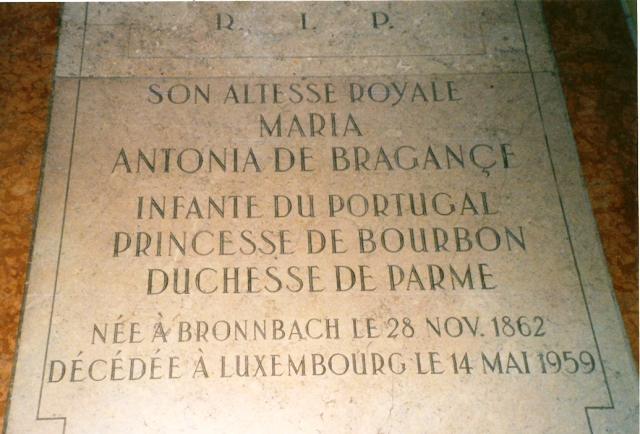 R. I. P.
SON ALTESSE ROYALE
MARIA
ANTONIA DE BRAGANÇE
INFANTE DU PORTUGAL
PRINCESSE DE BOURBON
DUCHESSE DE PARME
NÉE À BRONNBACH LE 28 NOV. 1862
DÉCÉDÉE À LUXEMBOURG LE 14 MAI 1959